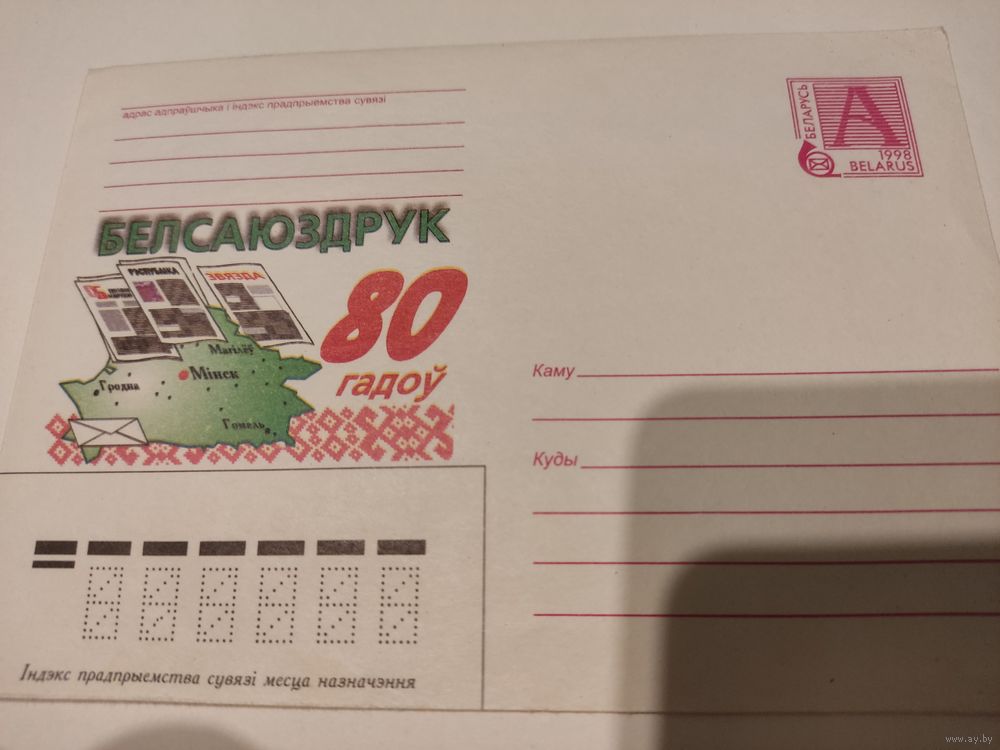 адрас адпраўшчыка і індэкс прадпрыемства сувязі
БЕЛАРУСЬ
А
1998
BELARUS
БЕЛСАЮЗДРУК
РЭСПУБЛІКА
ЗВЯЗДА
80
гадоў
Магілёў
Мінск
Гродна
Гомель
Каму
Куды
Індэкс прадпрыемства сувязі месца назначэння
www.ay.by